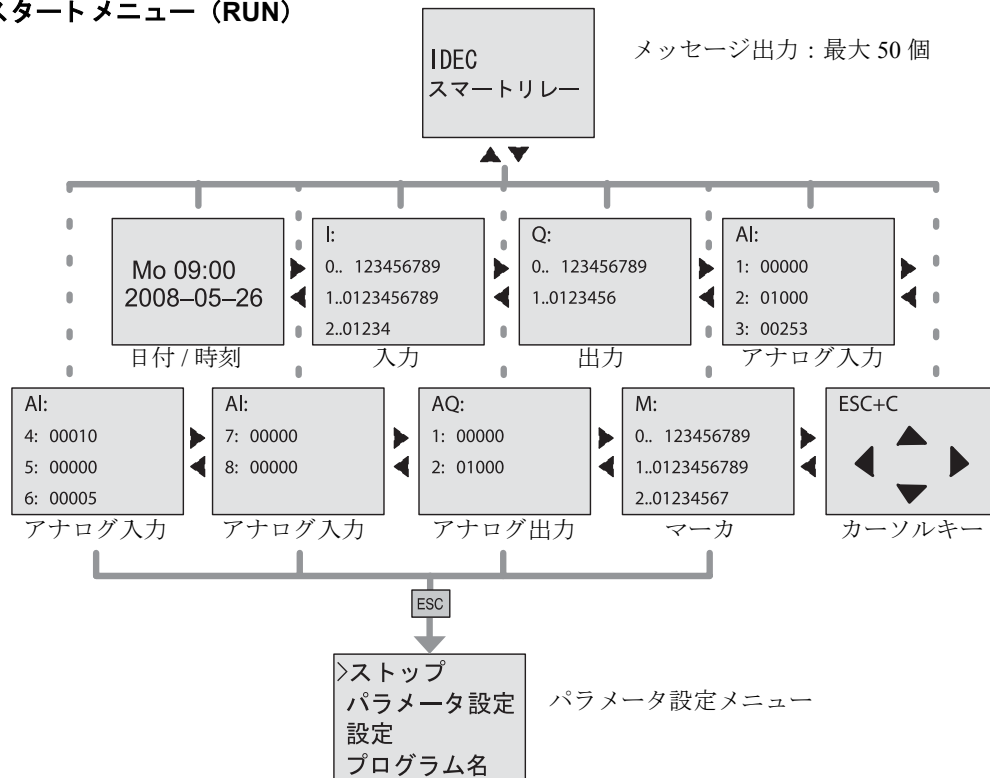 スタート メニュー（RUN）
IDEC
スマートリレー
メッセージ出力 : 最大 50 個
Mo 09:00
2008–05–26
日付 / 時刻
I:
0.. 123456789
1..0123456789
2..01234
入力
Q:
0.. 123456789
1..0123456
出力
AI:
1: 00000
2: 01000
3: 00253
アナログ入力
AI:
4: 00010
5: 00000
6: 00005
アナログ入力
AI:
7: 00000
8: 00000
アナログ入力
AQ:
1: 00000
2: 01000
アナログ出力
M:
0.. 123456789
1..0123456789
2..01234567
マーカ
ESC+C
カーソルキー
ESC
>ストップ
パラメータ設定
設定
プログラム名
パラメータ設定メニュー